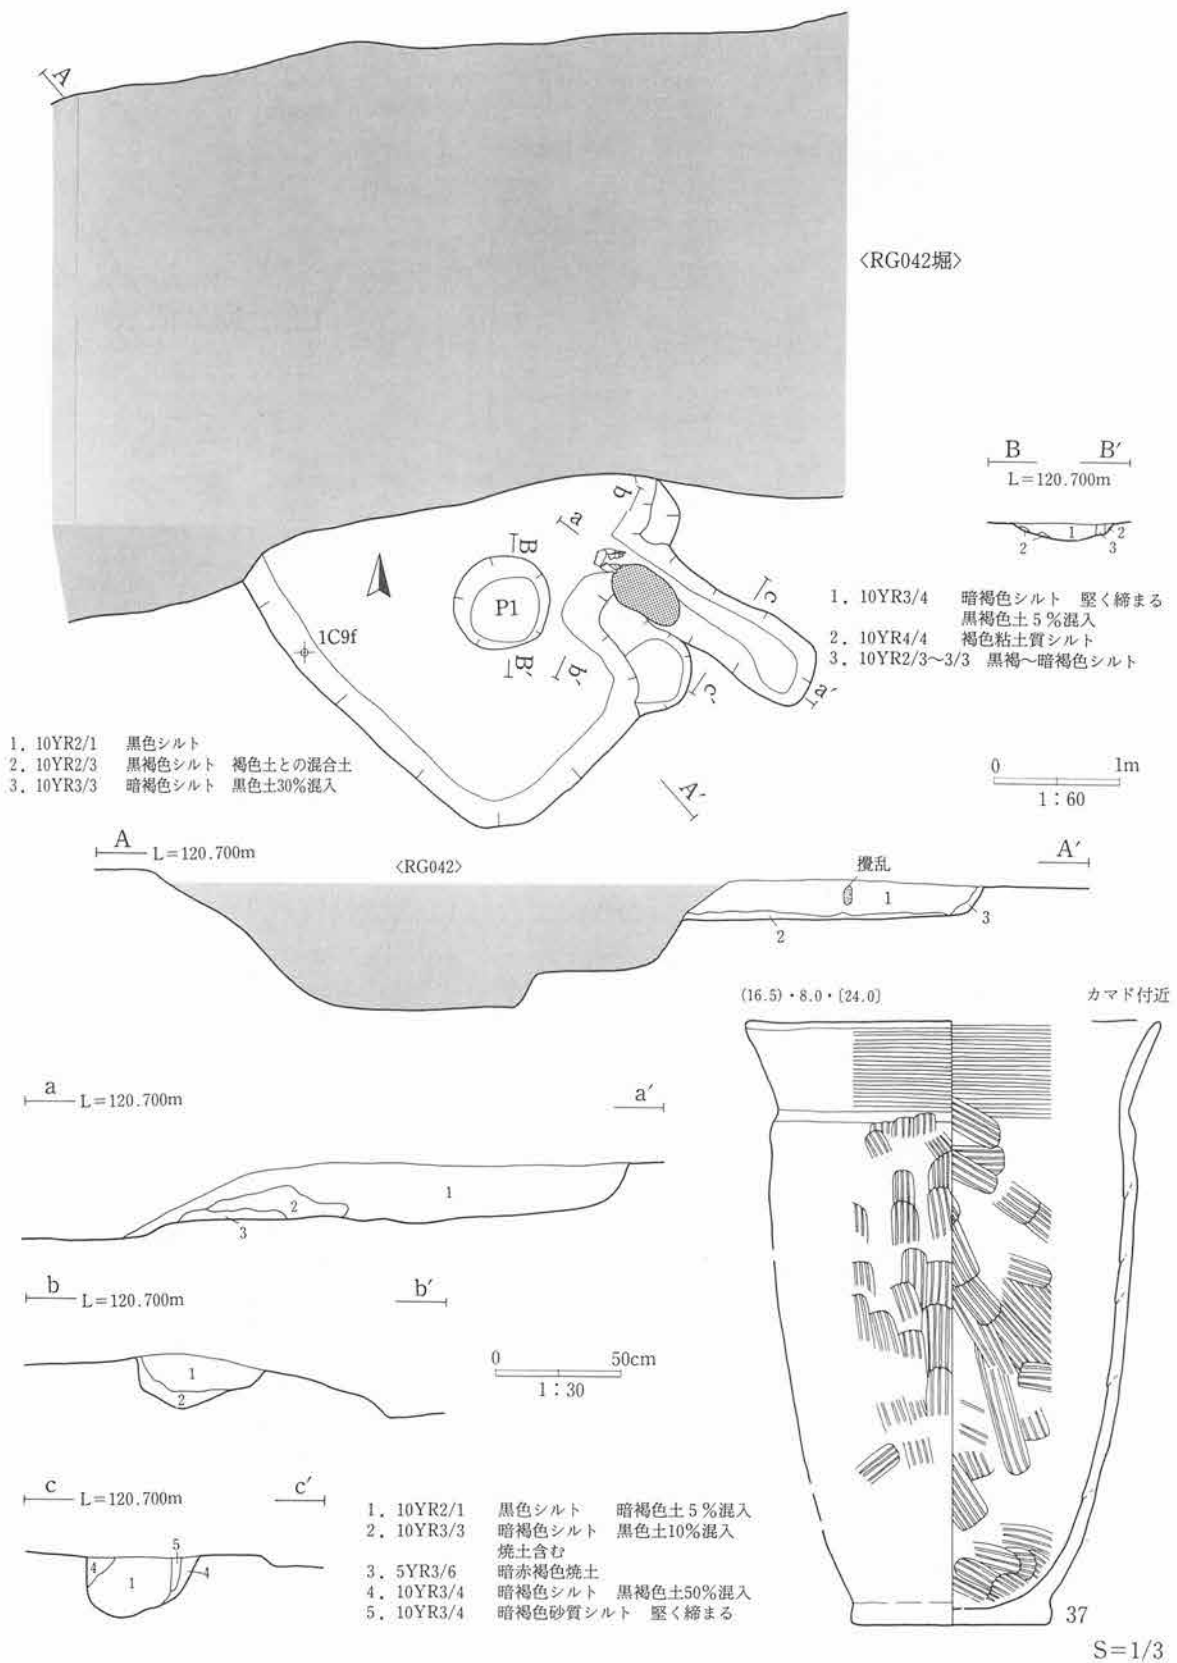 A
〈RG042堀〉
B B′
L=120.700m
1 2 2 3
b
a
B
P1
c
1C9f
B′
b′
c′
a′
1. 10YR3/4 暗褐色シルト 堅く締まる
黒褐色土5%混入
2. 10YR4/4 褐色粘土質シルト
3. 10YR2/3~3/3 黒褐~暗褐色シルト
1. 10YR2/1 黒色シルト
2. 10YR2/3 黒褐色シルト 褐色土との混合土
3. 10YR3/3 暗褐色シルト 黒色土30%混入
0 1m
1:60
A′
A L=120.700m
〈RG042〉
攪乱
A′
1
2
3
(16.5)・8.0・[24.0] カマド付近
a L=120.700m a′
1
2
3
b L=120.700m b′
1
2
0 50cm
1:30
c L=120.700m c′
5
4 1 4
1. 10YR2/1 黒色シルト 暗褐色土5%混入
2. 10YR3/3 暗褐色シルト 黒色土10%混入
焼土含む
3. 5YR3/6 暗赤褐色焼土
4. 10YR3/4 暗褐色シルト 黒褐色土50%混入
5. 10YR3/4 暗褐色砂質シルト 堅く締まる
37
S=1/3